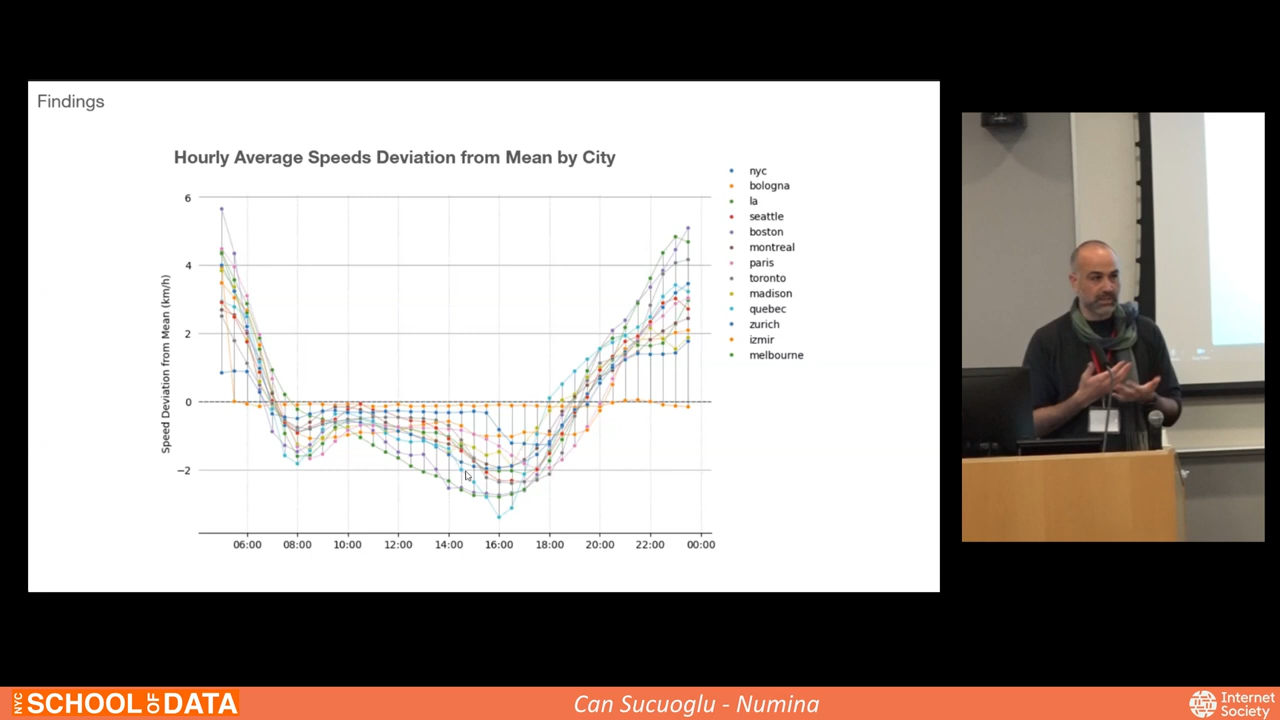 Findings
Hourly Average Speeds Deviation from Mean by City
Speed Deviation from Mean (km/h)
6
4
2
0
−2
06:00 08:00 10:00 12:00 14:00 16:00 18:00 20:00 22:00 00:00
nyc
bologna
la
seattle
boston
montreal
paris
toronto
madison
quebec
zurich
izmir
melbourne
NYC SCHOOL OF DATA
Can Sucuoglu - Numina
Internet
Society